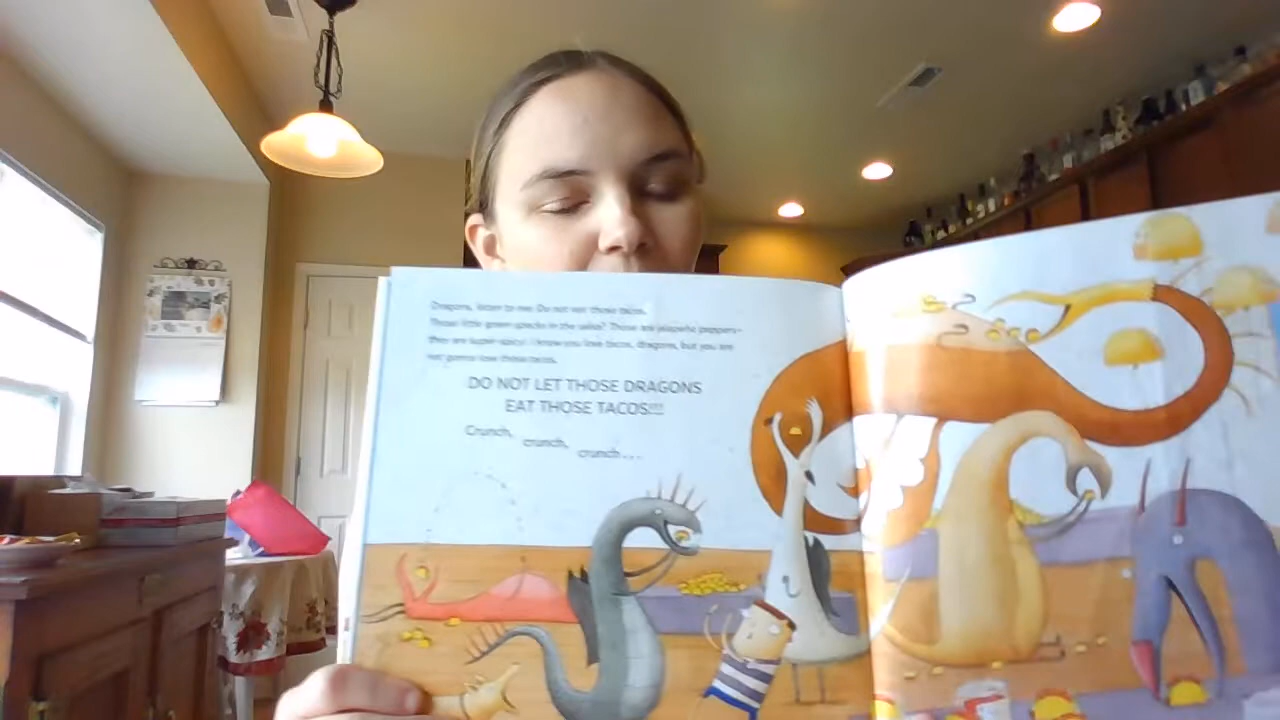 Dragons, listen to me: Do not eat those tacos.
Those little green specks in the salsa? Those are jalapeño peppers–
they are super spicy! I know you love tacos, dragons, but you are
not gonna love those tacos.
DO NOT LET THOSE DRAGONS
EAT THOSE TACOS!!!
Crunch,
crunch,
crunch...